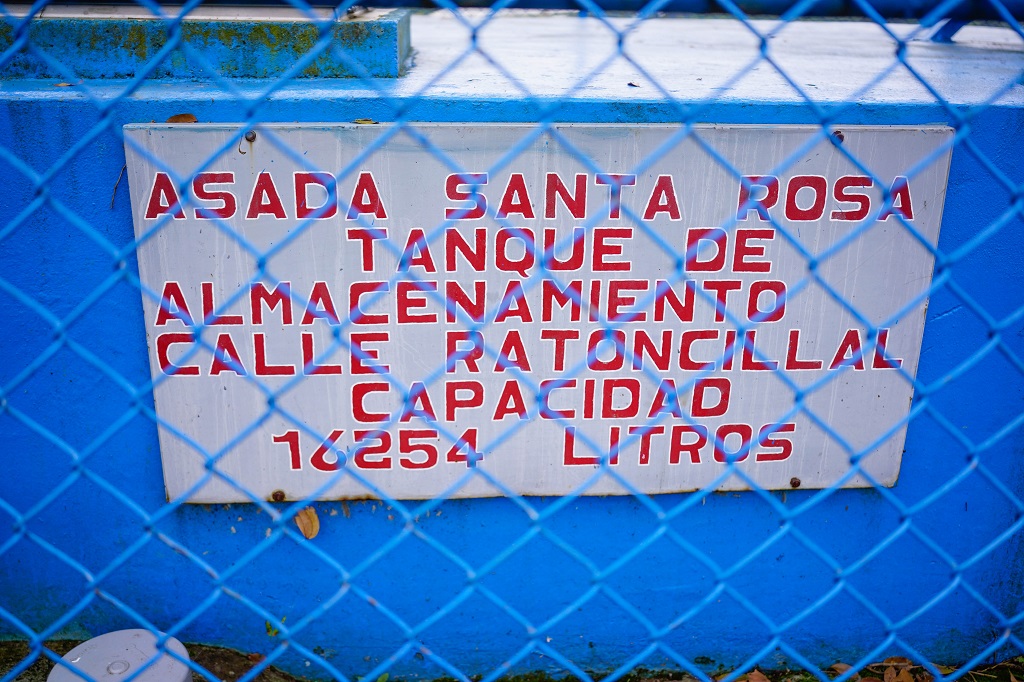 ASADA SANTA ROSA
TANQUE DE
ALMACENAMIENTO
CALLE RATONCILLAL
CAPACIDAD
16254 LITROS